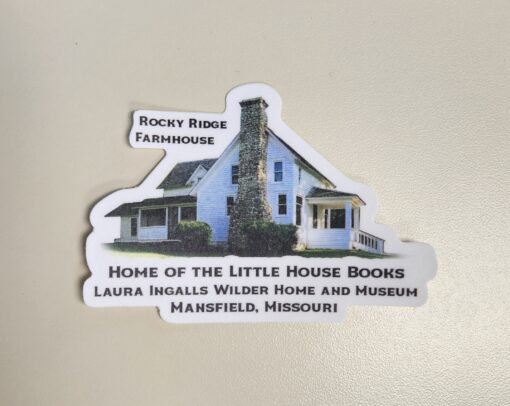 Rocky Ridge
Farmhouse
Home of the Little House Books
Laura Ingalls Wilder Home and Museum
Mansfield, Missouri